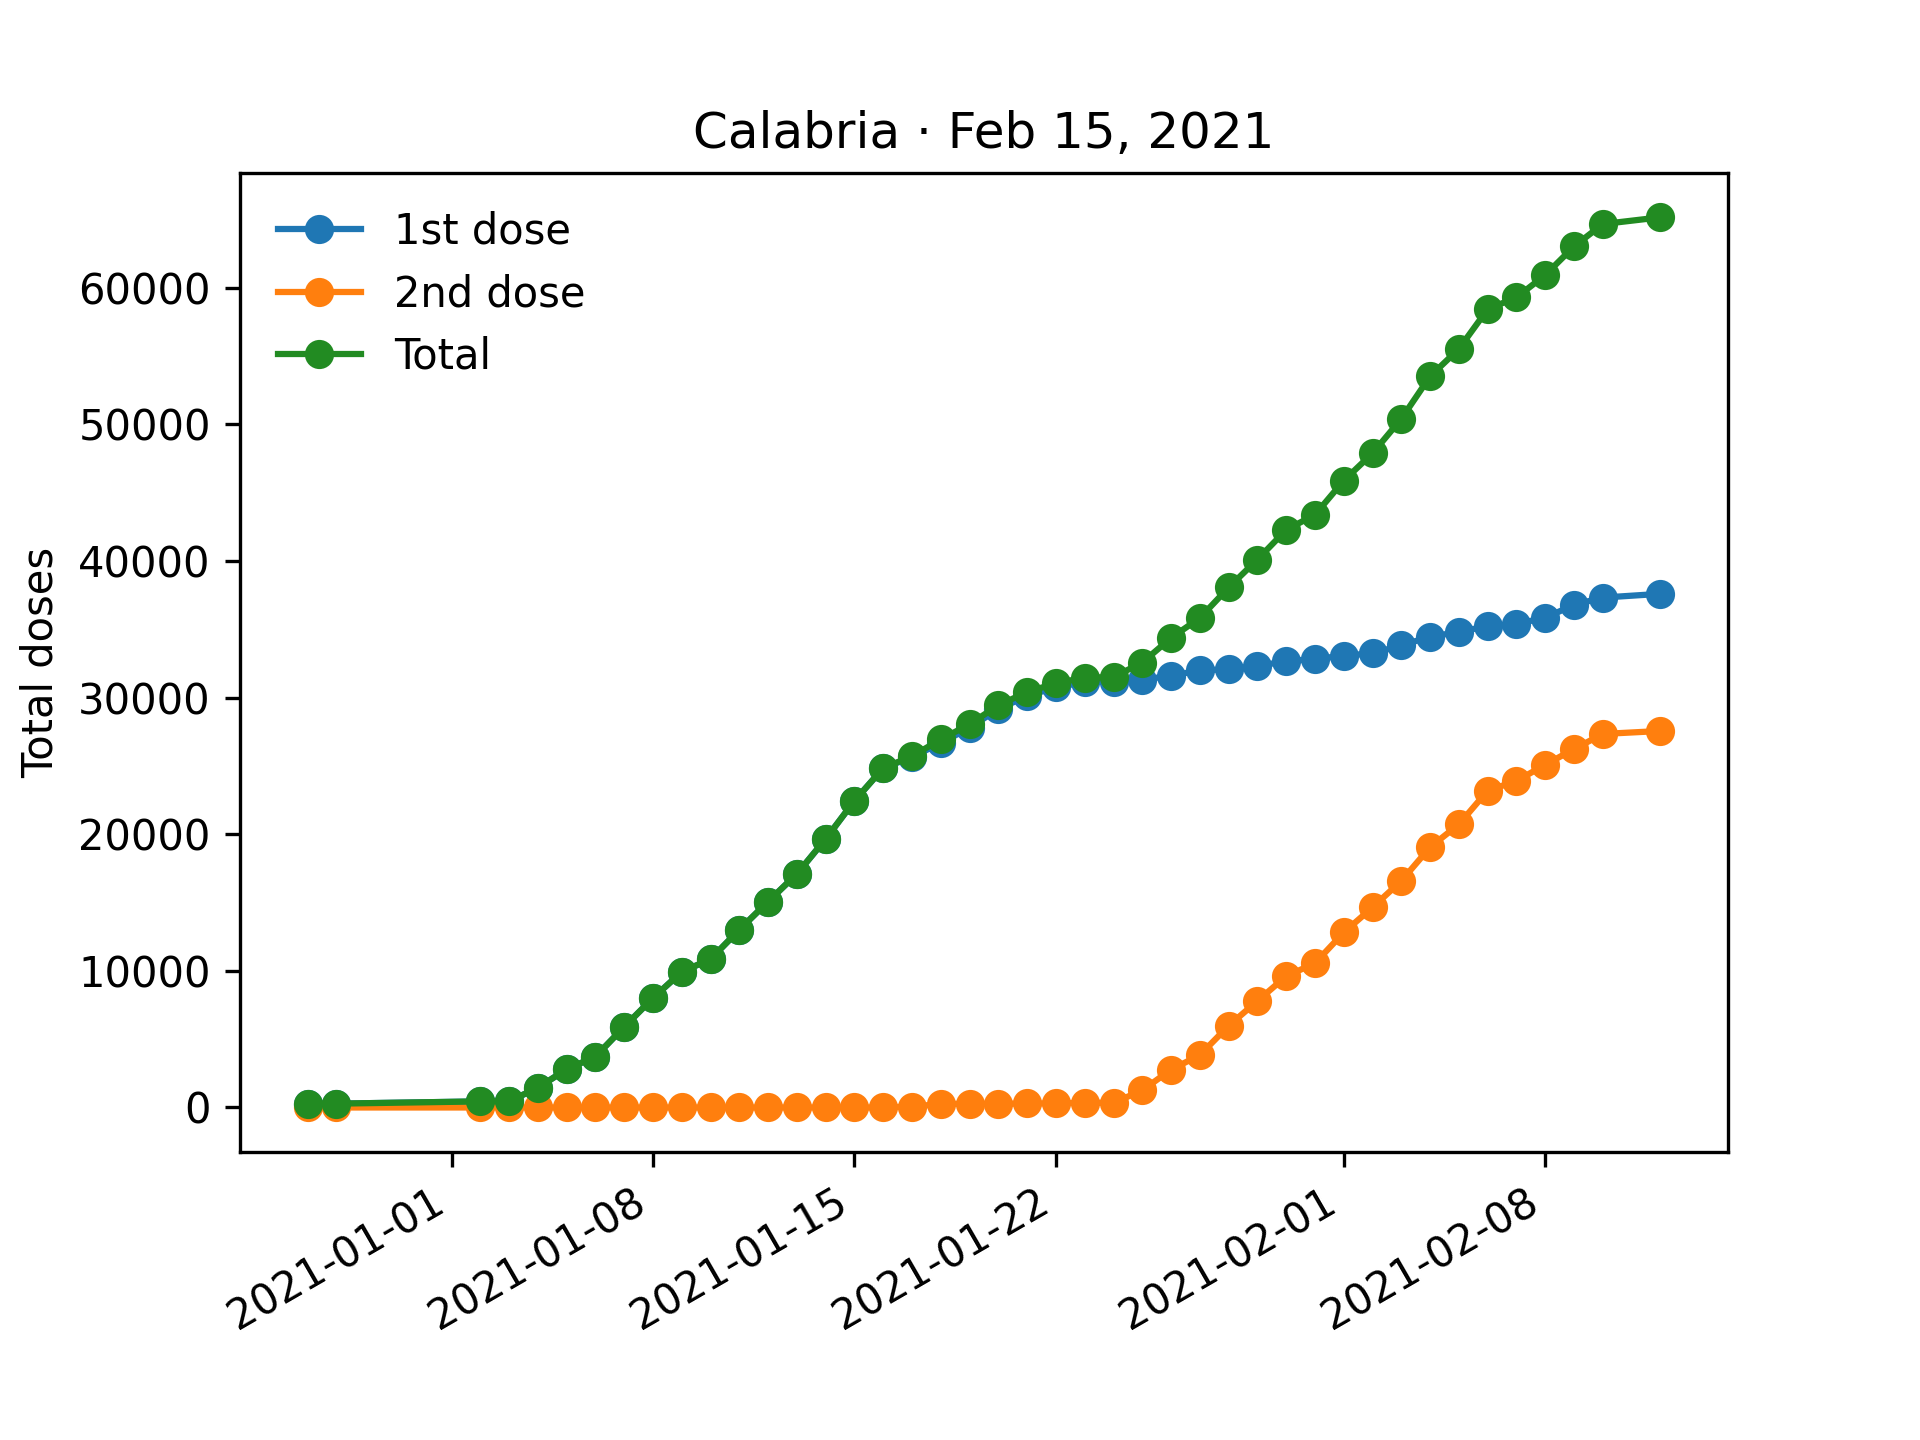 Calabria · Feb 15, 2021
1st dose
2nd dose
Total
Total doses
60000
50000
40000
30000
20000
10000
0
2021-01-01
2021-01-08
2021-01-15
2021-01-22
2021-02-01
2021-02-08